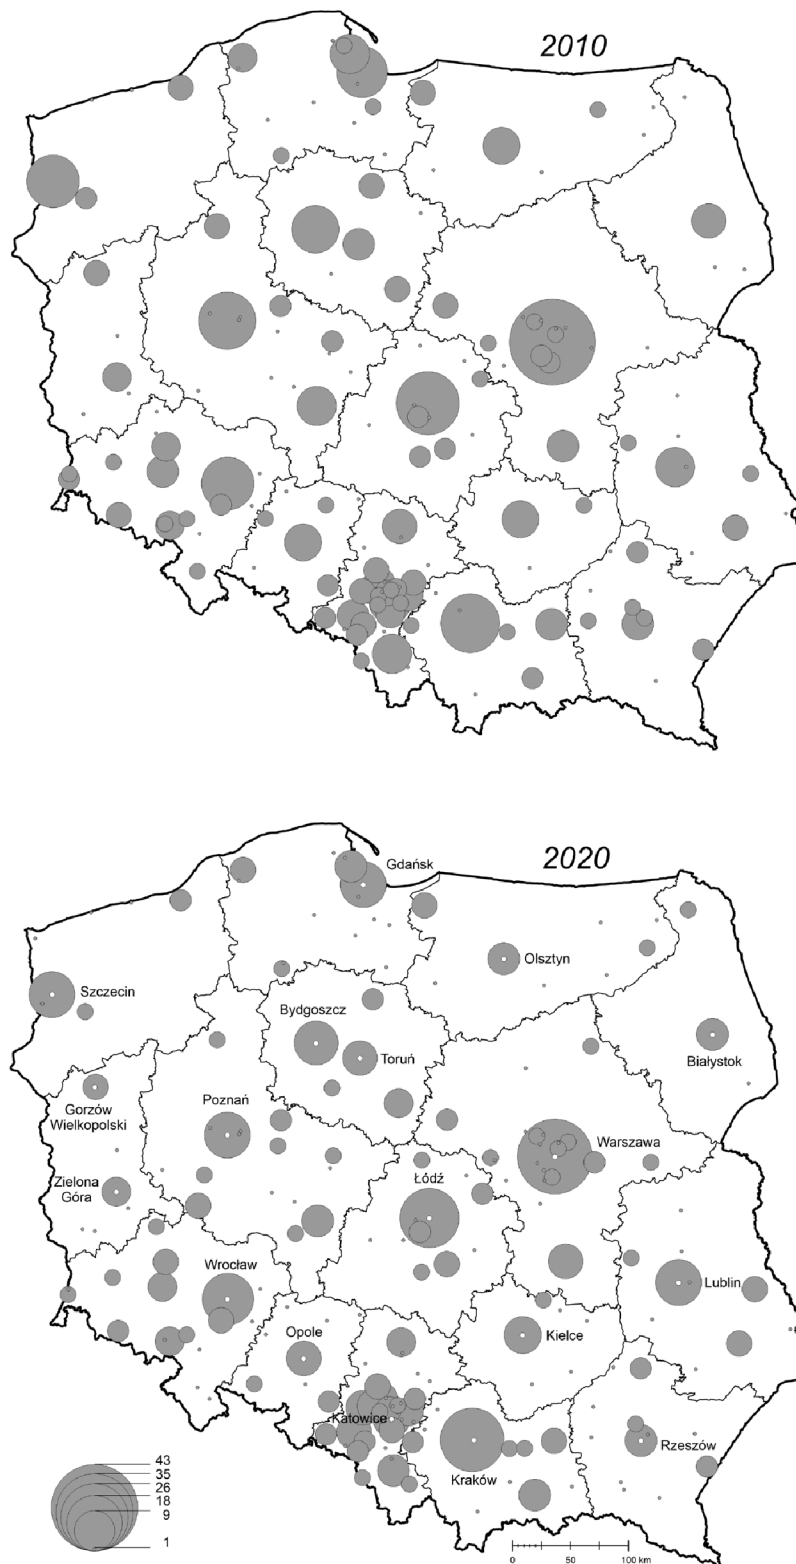 2010
2020
Gdańsk
Olsztyn
Szczecin
Bydgoszcz
Toruń
Białystok
Gorzów
Wielkopolski
Poznań
Warszawa
Zielona
Góra
Łódź
Wrocław
Lublin
Opole
Kielce
Katowice
Kraków
Rzeszów
43
35
26
18
9
1
0 50 100 km